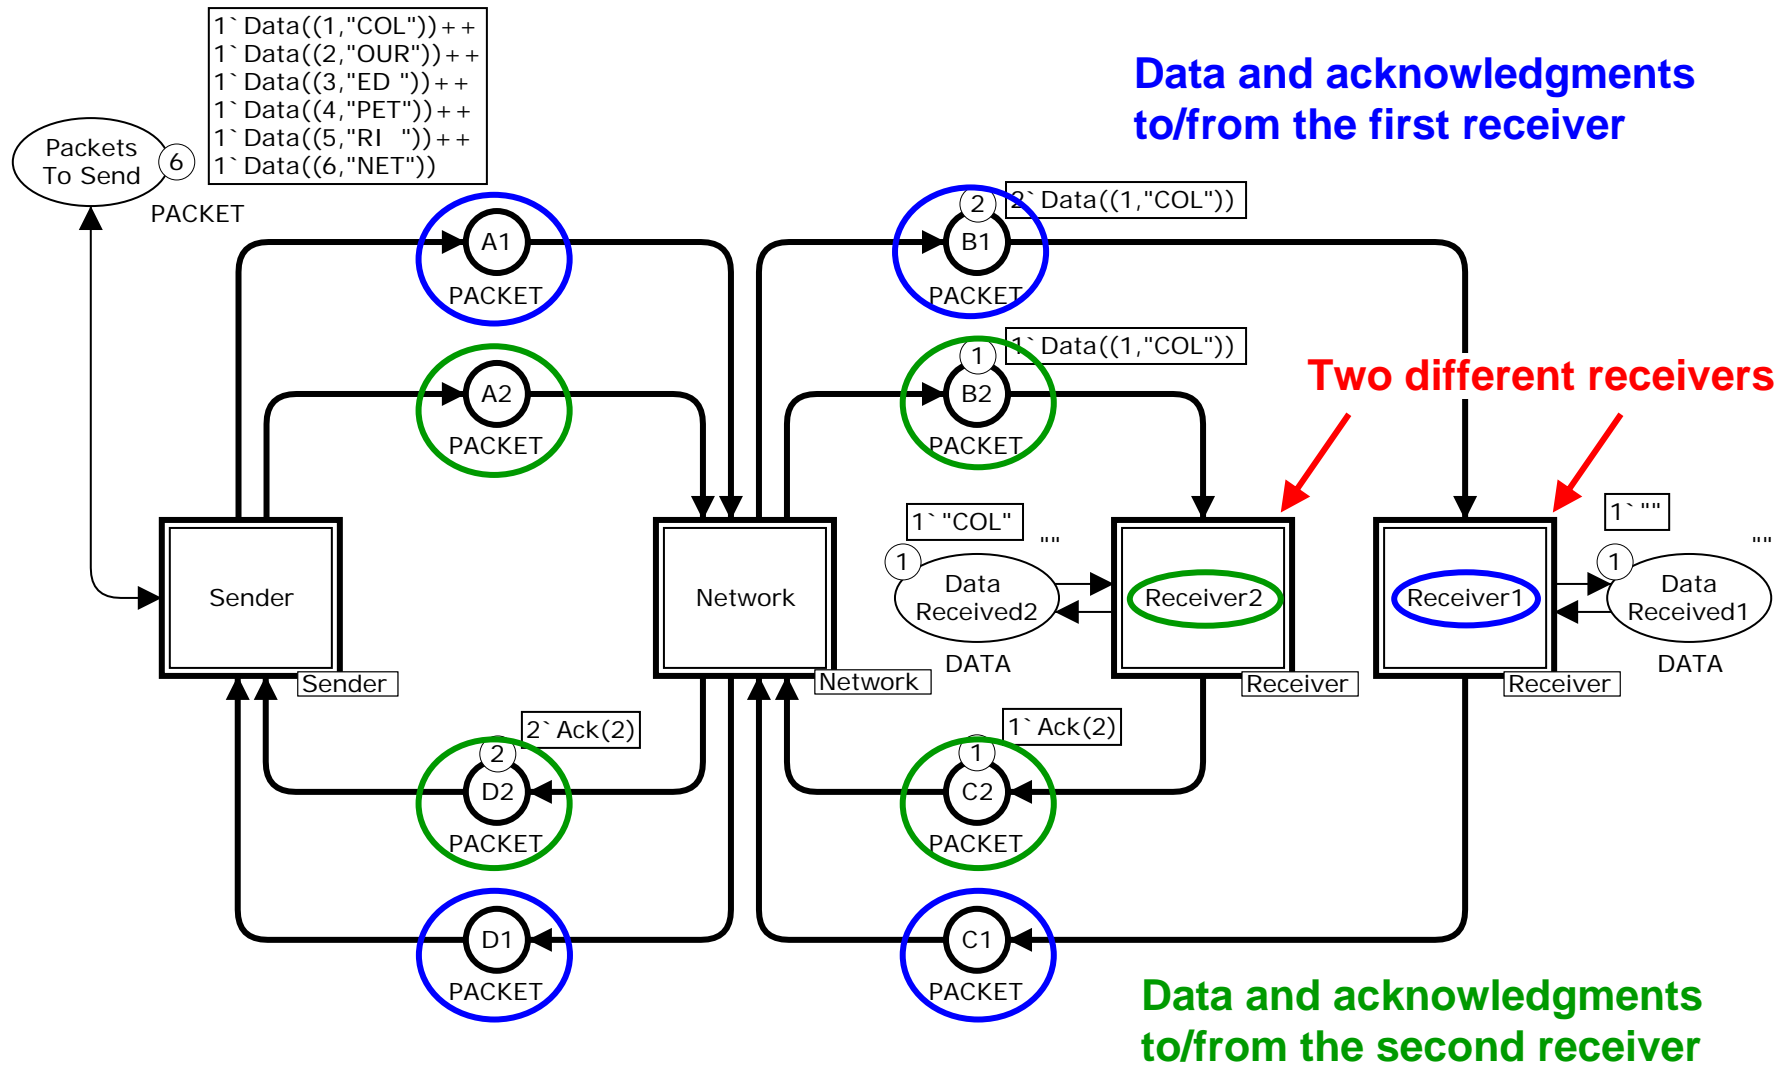 1`Data((1,"COL"))++
1`Data((2,"OUR"))++
1`Data((3,"ED "))++
1`Data((4,"PET"))++
1`Data((5,"RI  "))++
1`Data((6,"NET"))
Data and acknowledgments
to/from the first receiver
Packets
To Send
6
PACKET
A1
PACKET
2
2`Data((1,"COL"))
B1
PACKET
A2
PACKET
1
1`Data((1,"COL"))
B2
PACKET
Two different receivers
Sender
Sender
Network
Network
1`"COL"
""
1
Data
Received2
DATA
Receiver2
Receiver
Receiver1
Receiver
1`""
""
1
Data
Received1
DATA
2
2`Ack(2)
D2
PACKET
1
1`Ack(2)
C2
PACKET
D1
PACKET
C1
PACKET
Data and acknowledgments
to/from the second receiver